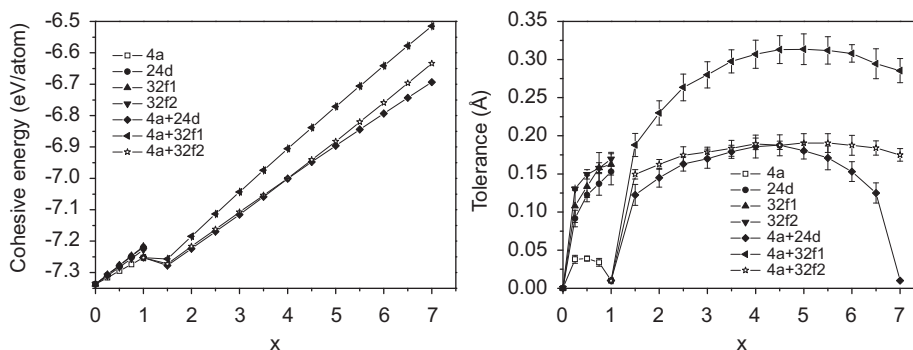 Cohesive energy (eV/atom)
-6.5
-6.6
-6.7
-6.8
-6.9
-7.0
-7.1
-7.2
-7.3
4a
24d
32f1
32f2
4a+24d
4a+32f1
4a+32f2
0 1 2 3 4 5 6 7
x
Tolerance (Å)
0.35
0.30
0.25
0.20
0.15
0.10
0.05
0.00
4a
24d
32f1
32f2
4a+24d
4a+32f1
4a+32f2
0 1 2 3 4 5 6 7
x